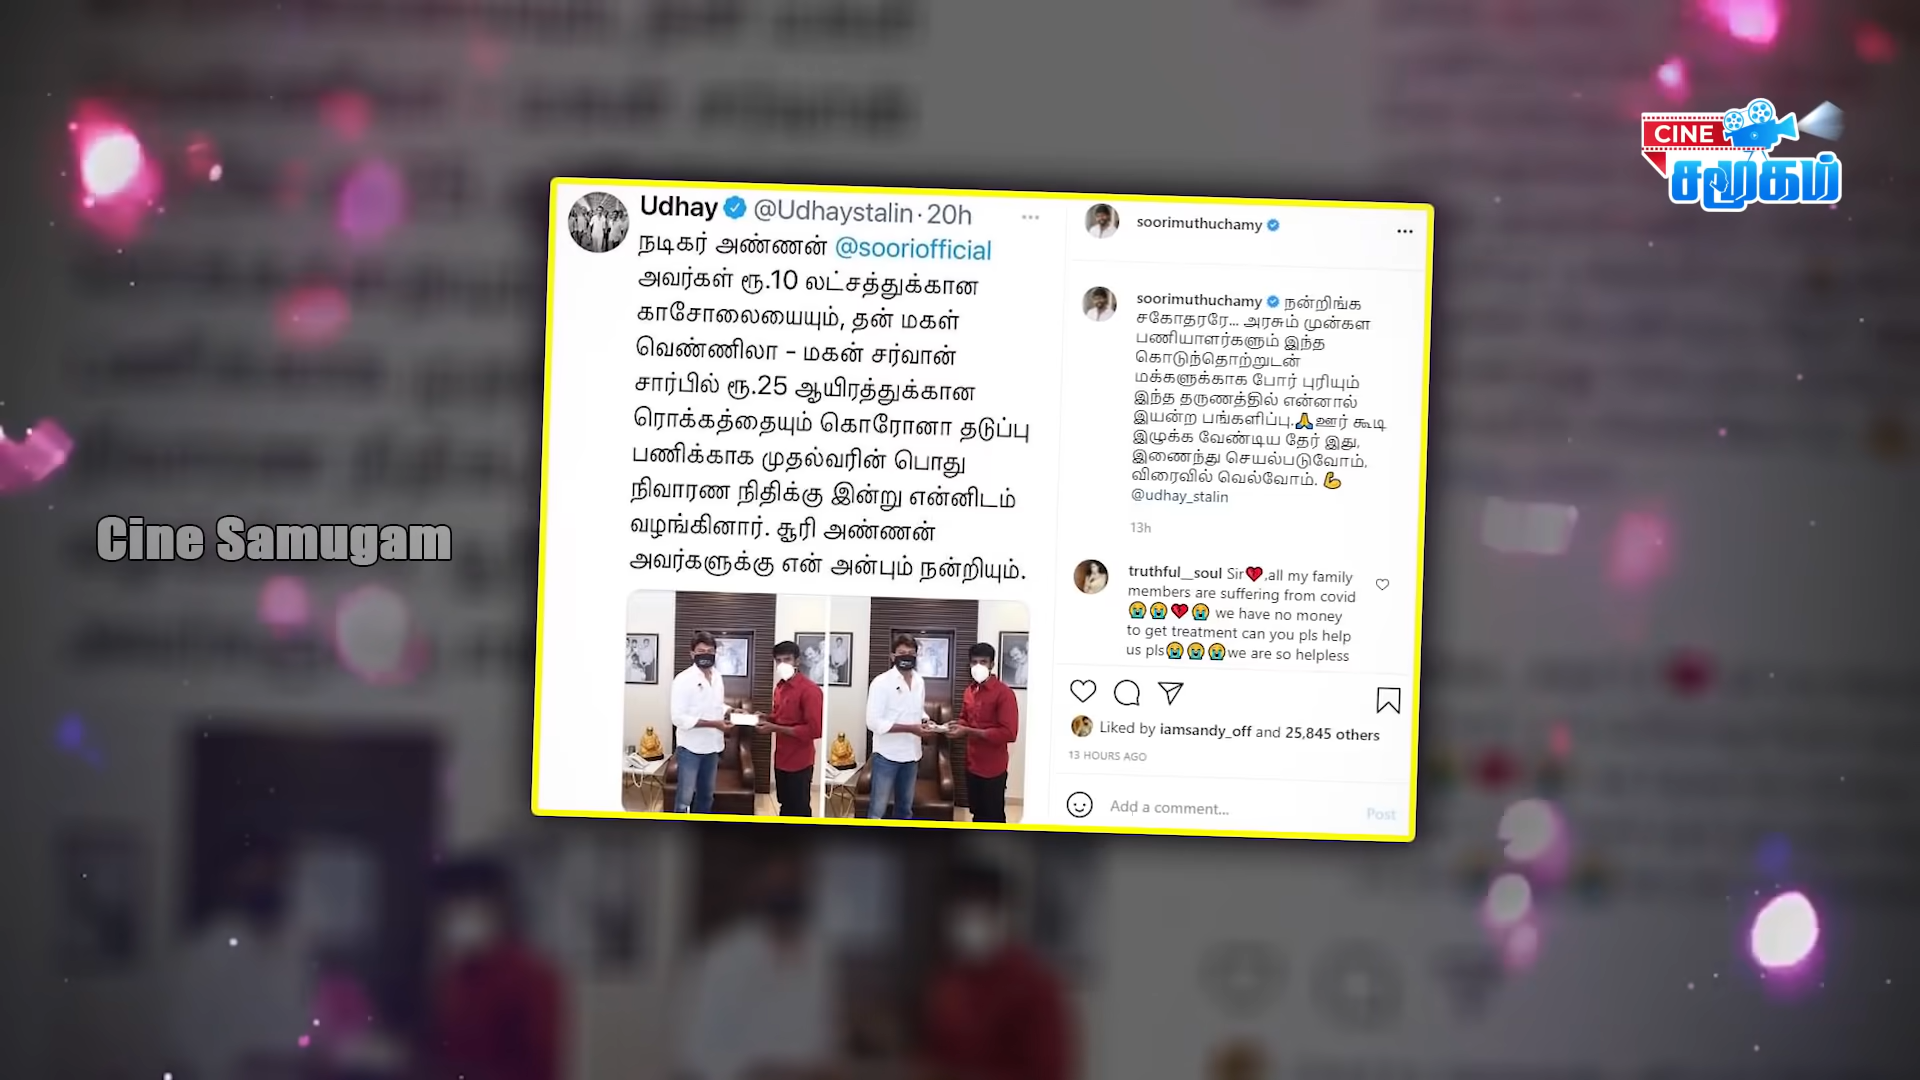 CINE
சமூகம்
Cine Samugam
Udhay @Udhaystalin · 20h
நடிகர் அண்ணன் @sooriofficial
அவர்கள் ரூ.10 லட்சத்துக்கான
காசோலையையும், தன் மகள்
வெண்ணிலா - மகன் சர்வான்
சார்பில் ரூ.25 ஆயிரத்துக்கான
ரொக்கத்தையும் கொரோனா தடுப்பு
பணிக்காக முதல்வரின் பொது
நிவாரண நிதிக்கு இன்று என்னிடம்
வழங்கினார். சூரி அண்ணன்
அவர்களுக்கு என் அன்பும் நன்றியும்.
soorimuthuchamy
soorimuthuchamy நன்றிங்க
சகோதரரே... அரசும் முன்கள
பணியாளர்களும் இந்த
கொடுந்தொற்றுடன்
மக்களுக்காக போர் புரியும்
இந்த தருணத்தில் என்னால்
இயன்ற பங்களிப்பு.🙏ஊர் கூடி
இழுக்க வேண்டிய தேர் இது,
இணைந்து செயல்படுவோம்,
விரைவில் வெல்வோம். 💪
@udhay_stalin
13h
truthful__soul Sir💔,all my family
members are suffering from covid
😭😭💔😭 we have no money
to get treatment can you pls help
us pls😭😭😭we are so helpless
Liked by iamsandy_off and 25,845 others
13 HOURS AGO
Add a comment...
Post